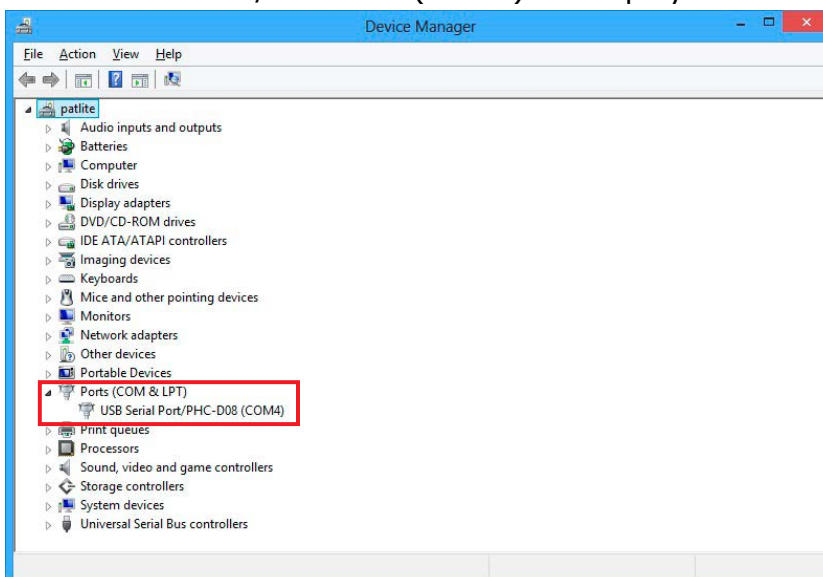 Device Manager
File Action View Help
patlite
Audio inputs and outputs
Batteries
Computer
Disk drives
Display adapters
DVD/CD-ROM drives
IDE ATA/ATAPI controllers
Imaging devices
Keyboards
Mice and other pointing devices
Monitors
Network adapters
Other devices
Portable Devices
Ports (COM & LPT)
USB Serial Port/PHC-D08 (COM4)
Print queues
Processors
Sound, video and game controllers
Storage controllers
System devices
Universal Serial Bus controllers